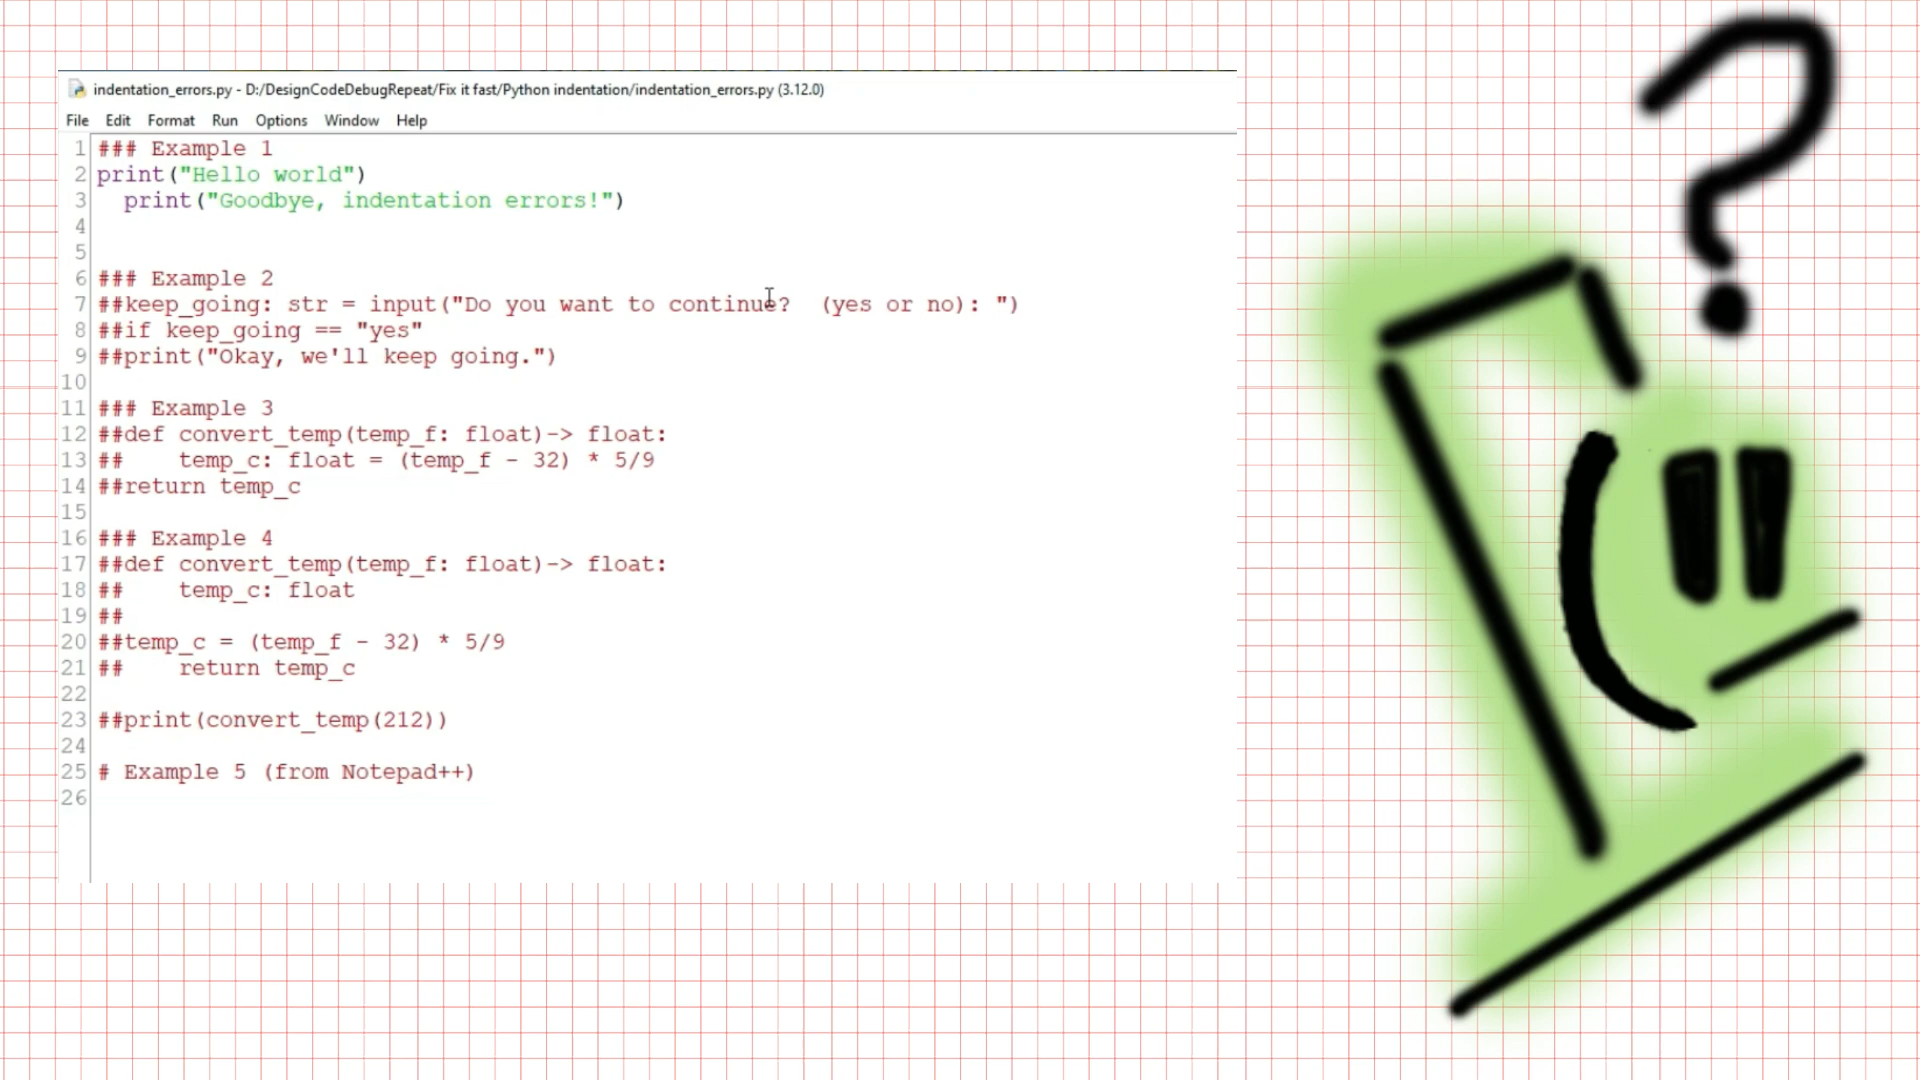 indentation_errors.py - D:/DesignCodeDebugRepeat/Fix it fast/Python indentation/indentation_errors.py (3.12.0)
File Edit Format Run Options Window Help
1 ### Example 1
2 print("Hello world")
3   print("Goodbye, indentation errors!")
4
5
6 ### Example 2
7 ##keep_going: str = input("Do you want to continue?  (yes or no): ")
8 ##if keep_going == "yes"
9 ##print("Okay, we'll keep going.")
10
11 ### Example 3
12 ##def convert_temp(temp_f: float)-> float:
13 ##    temp_c: float = (temp_f - 32) * 5/9
14 ##return temp_c
15
16 ### Example 4
17 ##def convert_temp(temp_f: float)-> float:
18 ##    temp_c: float
19 ##
20 ##temp_c = (temp_f - 32) * 5/9
21 ##    return temp_c
22
23 ##print(convert_temp(212))
24
25 # Example 5 (from Notepad++)
26
?